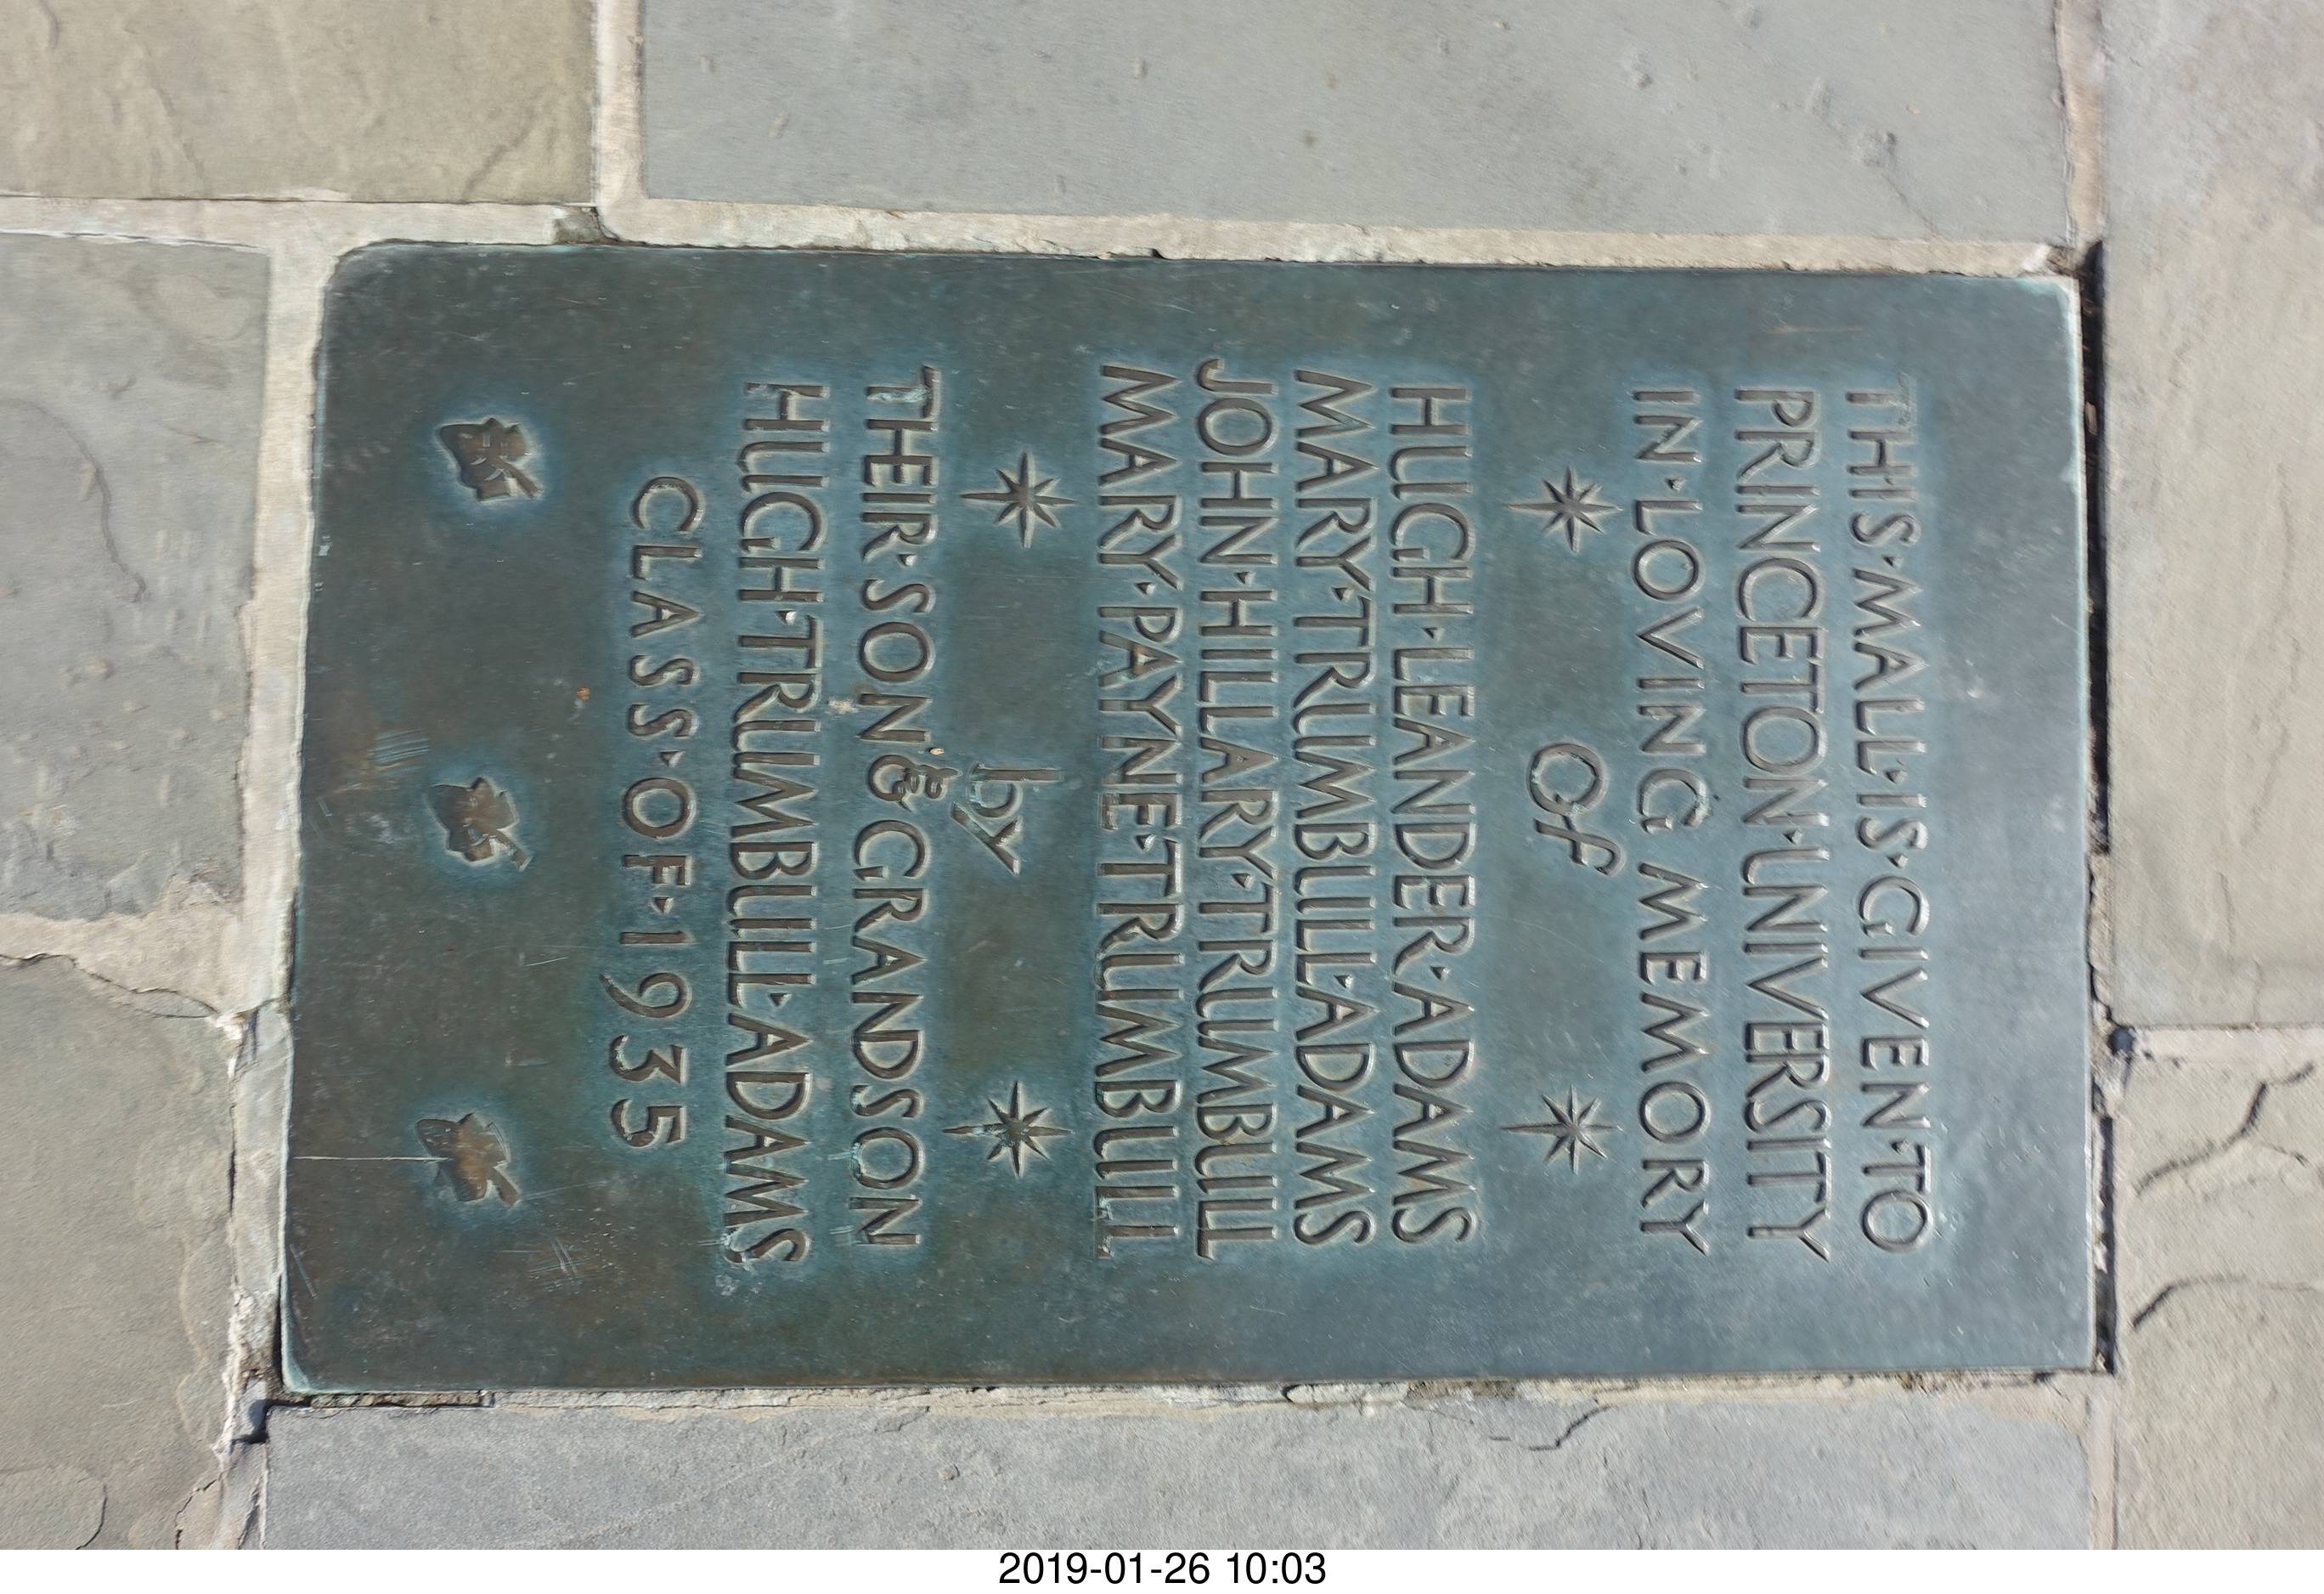 THIS·MALL·IS·GIVEN·TO
PRINCETON·UNIVERSITY
IN·LOVING MEMORY
Of
HUGH·LEANDER·ADAMS
MARY·TRUMBULL·ADAMS
JOHN·HILLARY·TRUMBULL
MARY·PAYNE·TRUMBULL
by
THEIR·SON & GRANDSON
HUGH·TRUMBULL·ADAMS
CLASS·OF·1935
2019-01-26 10:03